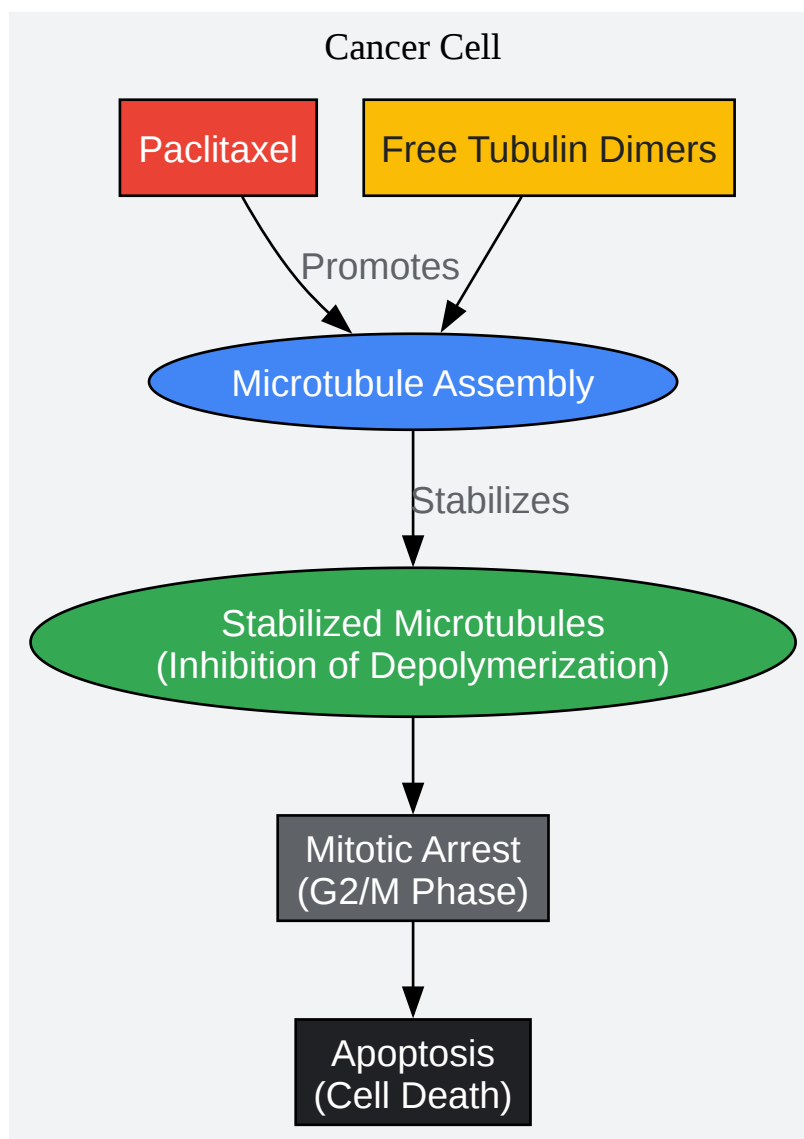 Cancer Cell
Paclitaxel
Free Tubulin Dimers
Promotes
Microtubule Assembly
Stabilizes
Stabilized Microtubules
(Inhibition of Depolymerization)
Mitotic Arrest
(G2/M Phase)
Apoptosis
(Cell Death)